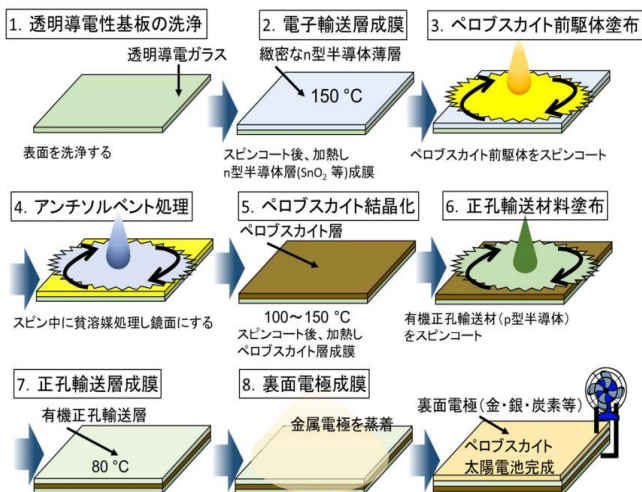 1. 透明導電性基板の洗浄
透明導電ガラス
表面を洗浄する
2. 電子輸送層成膜
緻密なn型半導体薄層
150 °C
スピンコート後、加熱し
n型半導体層(SnO2 等)成膜
3. ペロブスカイト前駆体塗布
ペロブスカイト前駆体をスピンコート
4. アンチソルベント処理
スピン中に貧溶媒処理し鏡面にする
5. ペロブスカイト結晶化
ペロブスカイト層
100～150 °C
スピンコート後、加熱し
ペロブスカイト層成膜
6. 正孔輸送材料塗布
有機正孔輸送材(p型半導体)
をスピンコート
7. 正孔輸送層成膜
有機正孔輸送層
80 °C
8. 裏面電極成膜
金属電極を蒸着
裏面電極(金・銀・炭素等)
ペロブスカイト
太陽電池完成